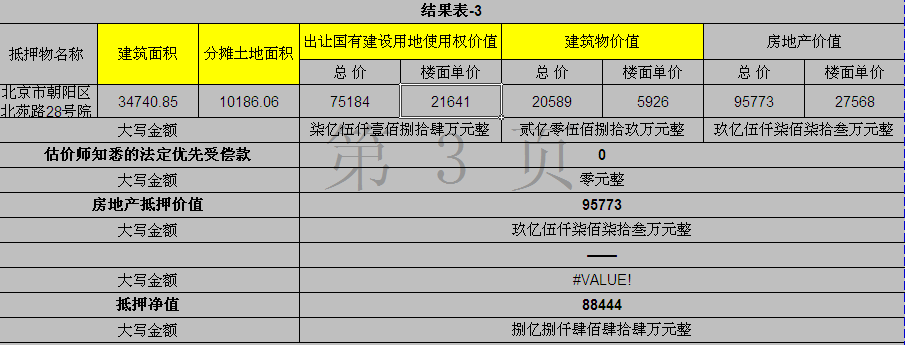 结果表-3
抵押物名称 建筑面积 分摊土地面积 出让国有建设用地使用权价值 建筑物价值 房地产价值
总 价 楼面单价 总 价 楼面单价 总 价 楼面单价
北京市朝阳区
北苑路28号院 34740.85 10186.06 75184 21641 20589 5926 95773 27568
大写金额 柒亿伍仟壹佰捌拾肆万元整 贰亿零伍佰捌拾玖万元整 玖亿伍仟柒佰柒拾叁万元整
估价师知悉的法定优先受偿款 0
大写金额 零元整
第 3 页
房地产抵押价值 95773
大写金额 玖亿伍仟柒佰柒拾叁万元整
——
大写金额 #VALUE!
抵押净值 88444
大写金额 捌亿捌仟肆佰肆拾肆万元整